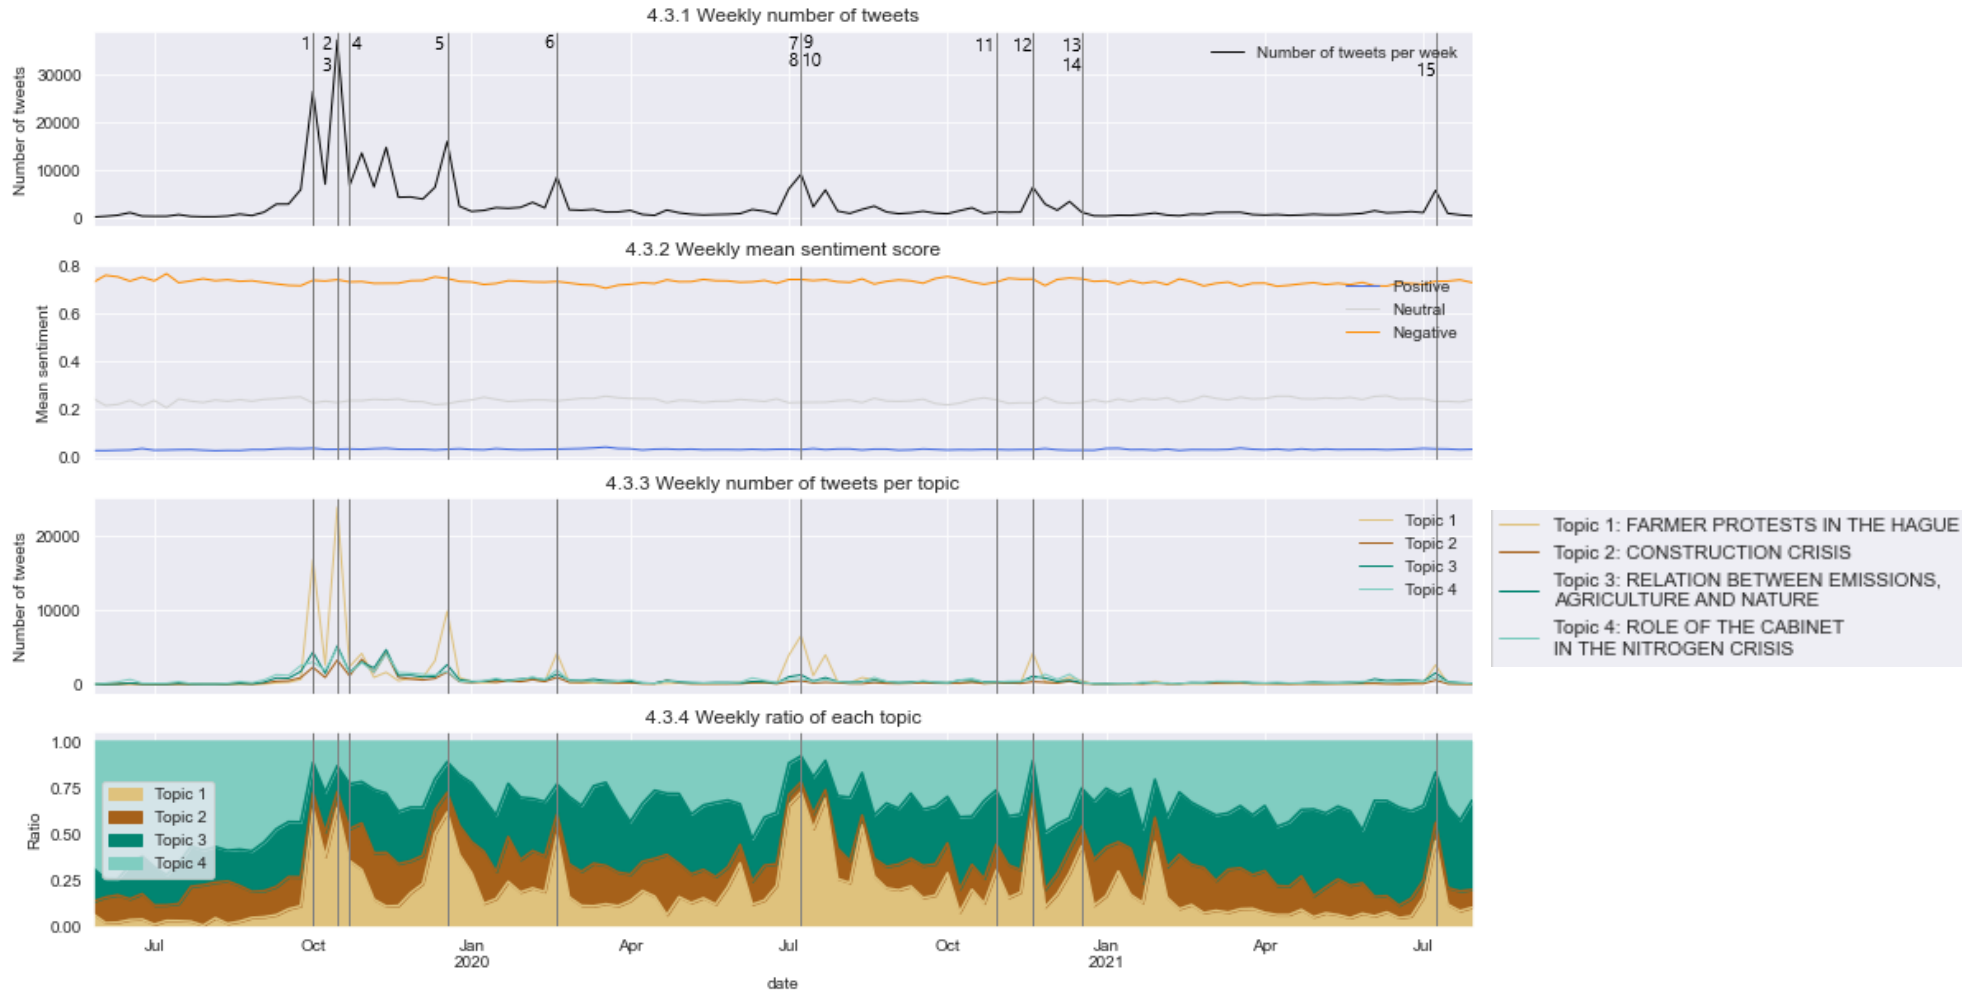 4.3.1 Weekly number of tweets
Number of tweets
30000
20000
10000
0
1 2 4 5 6 7 9 11 12 13
3 8 10 14 15
Number of tweets per week
4.3.2 Weekly mean sentiment score
Mean sentiment
0.8
0.6
0.4
0.2
0.0
Positive
Neutral
Negative
4.3.3 Weekly number of tweets per topic
Number of tweets
20000
10000
0
Topic 1
Topic 2
Topic 3
Topic 4
Topic 1: FARMER PROTESTS IN THE HAGUE
Topic 2: CONSTRUCTION CRISIS
Topic 3: RELATION BETWEEN EMISSIONS,
AGRICULTURE AND NATURE
Topic 4: ROLE OF THE CABINET
IN THE NITROGEN CRISIS
4.3.4 Weekly ratio of each topic
Ratio
1.00
0.75
0.50
0.25
0.00
Topic 1
Topic 2
Topic 3
Topic 4
Jul Oct Jan Apr Jul Oct Jan Apr Jul
2020 2021
date